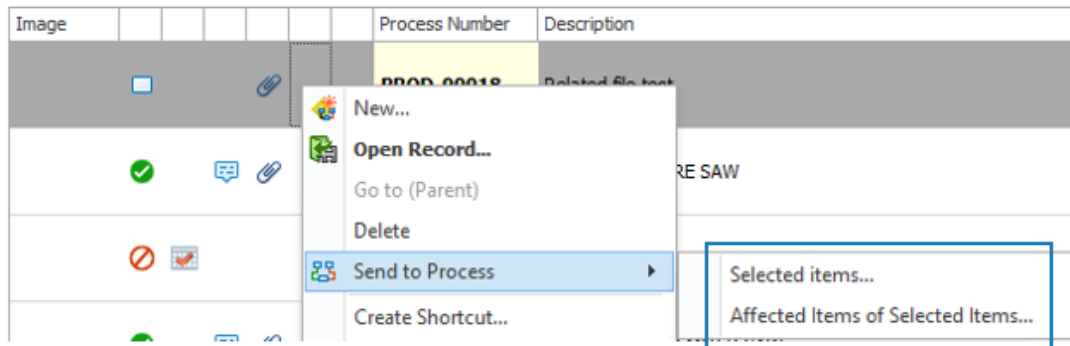 Image Process Number Description
PROD-00018 Related file test
New...
Open Record...
RE SAW
Go to (Parent)
Delete
Send to Process
Selected items...
Create Shortcut...
Affected Items of Selected Items...